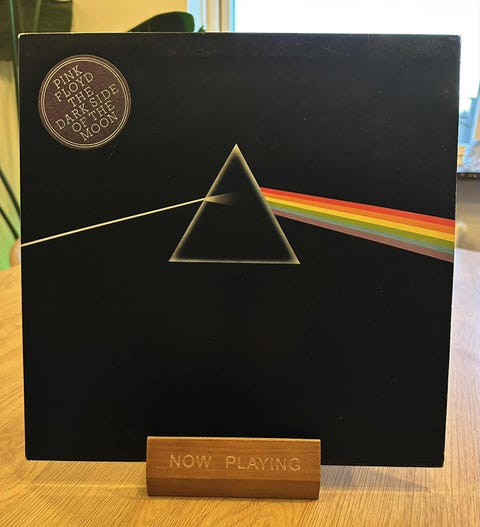 PINK
FLOYD
THE
DARK SIDE
OF THE
MOON
NOW PLAYING